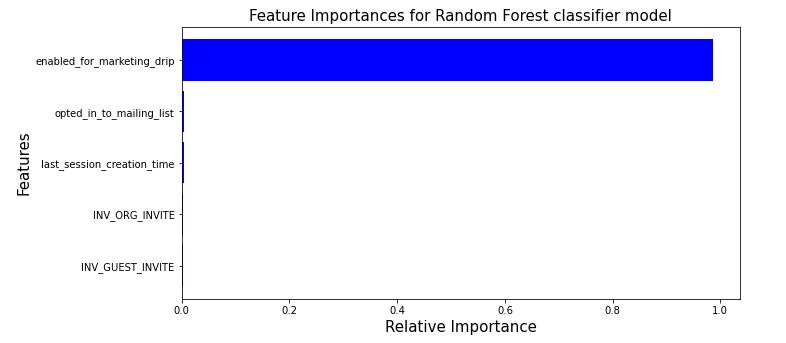 Feature Importances for Random Forest classifier model
enabled_for_marketing_drip
opted_in_to_mailing_list
last_session_creation_time
INV_ORG_INVITE
INV_GUEST_INVITE
Features
0.0 0.2 0.4 0.6 0.8 1.0
Relative Importance